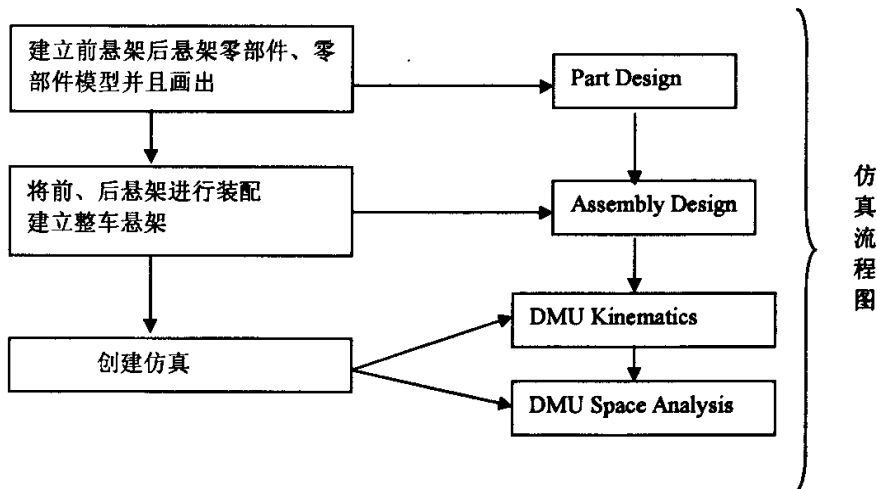 建立前悬架后悬架零部件、零
部件模型并且画出
Part Design
将前、后悬架进行装配
建立整车悬架
Assembly Design
DMU Kinematics
创建仿真
DMU Space Analysis
仿真流程图